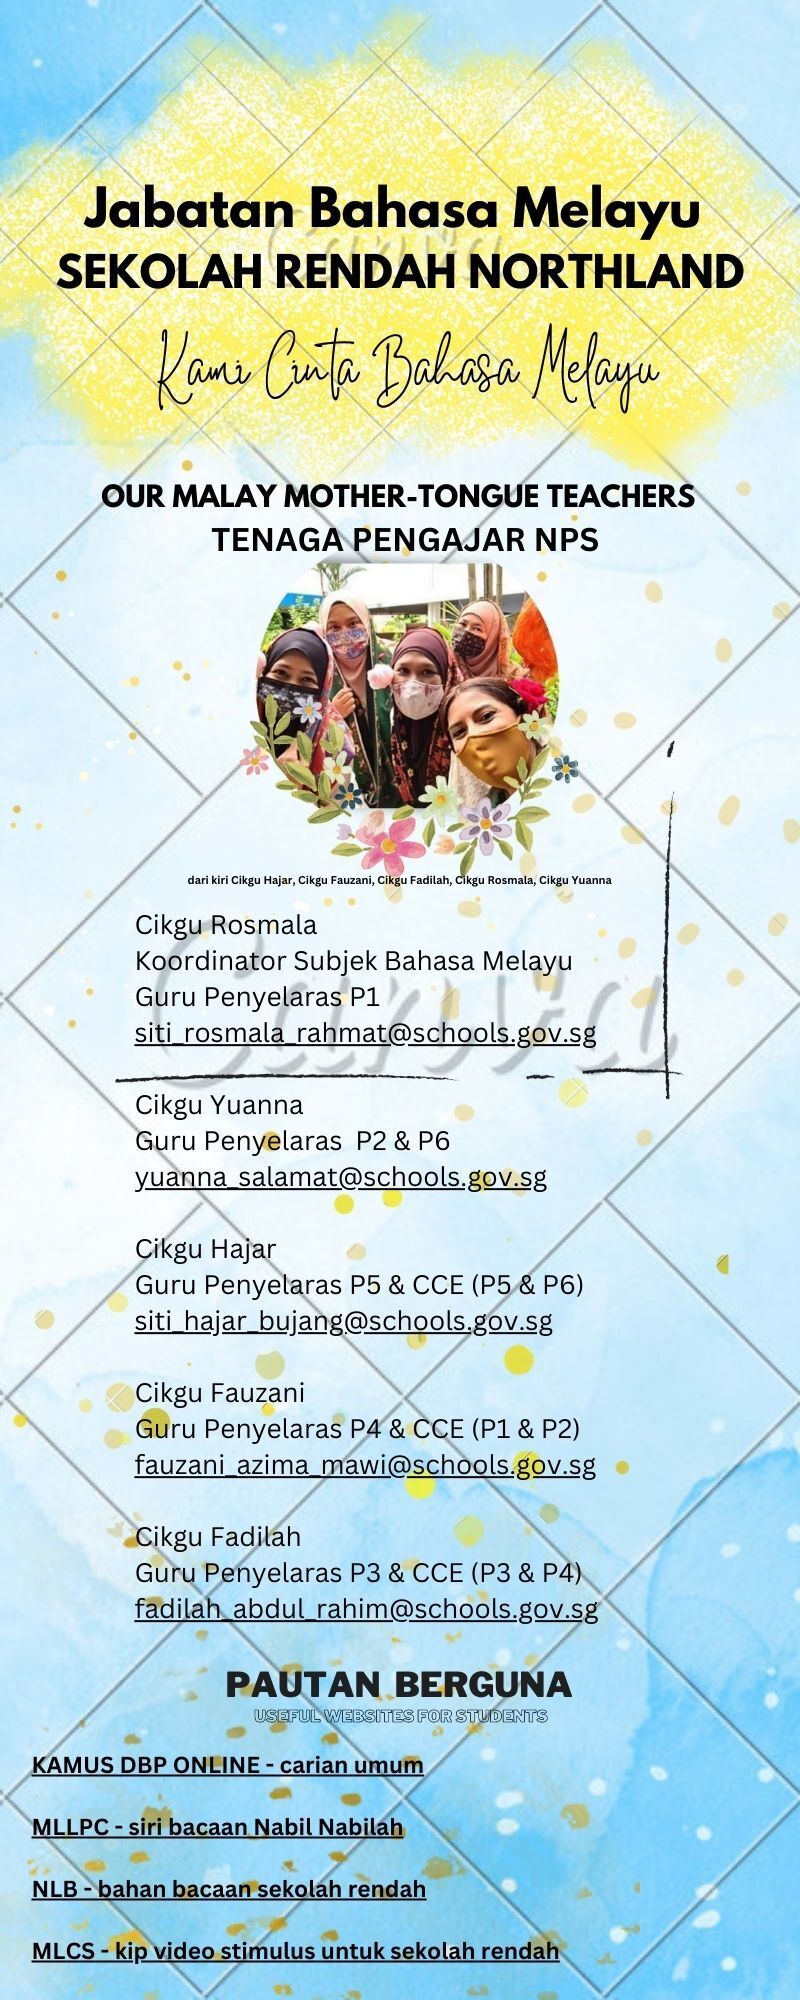 Jabatan Bahasa Melayu
SEKOLAH RENDAH NORTHLAND
Kami Cinta Bahasa Melayu
OUR MALAY MOTHER-TONGUE TEACHERS
TENAGA PENGAJAR NPS
dari kiri Cikgu Hajar, Cikgu Fauzani, Cikgu Fadilah, Cikgu Rosmala, Cikgu Yuanna
Cikgu Rosmala
Koordinator Subjek Bahasa Melayu
Guru Penyelaras P1
siti_rosmala_rahmat@schools.gov.sg
Canva
Cikgu Yuanna
Guru Penyelaras P2 & P6
yuanna_salamat@schools.gov.sg
Cikgu Hajar
Guru Penyelaras P5 & CCE (P5 & P6)
siti_hajar_bujang@schools.gov.sg
Cikgu Fauzani
Guru Penyelaras P4 & CCE (P1 & P2)
fauzani_azima_mawi@schools.gov.sg
Cikgu Fadilah
Guru Penyelaras P3 & CCE (P3 & P4)
fadilah_abdul_rahim@schools.gov.sg
PAUTAN BERGUNA
USEFUL WEBSITES FOR STUDENTS
KAMUS DBP ONLINE - carian umum
MLLPC - siri bacaan Nabil Nabilah
NLB - bahan bacaan sekolah rendah
MLCS - kip video stimulus untuk sekolah rendah